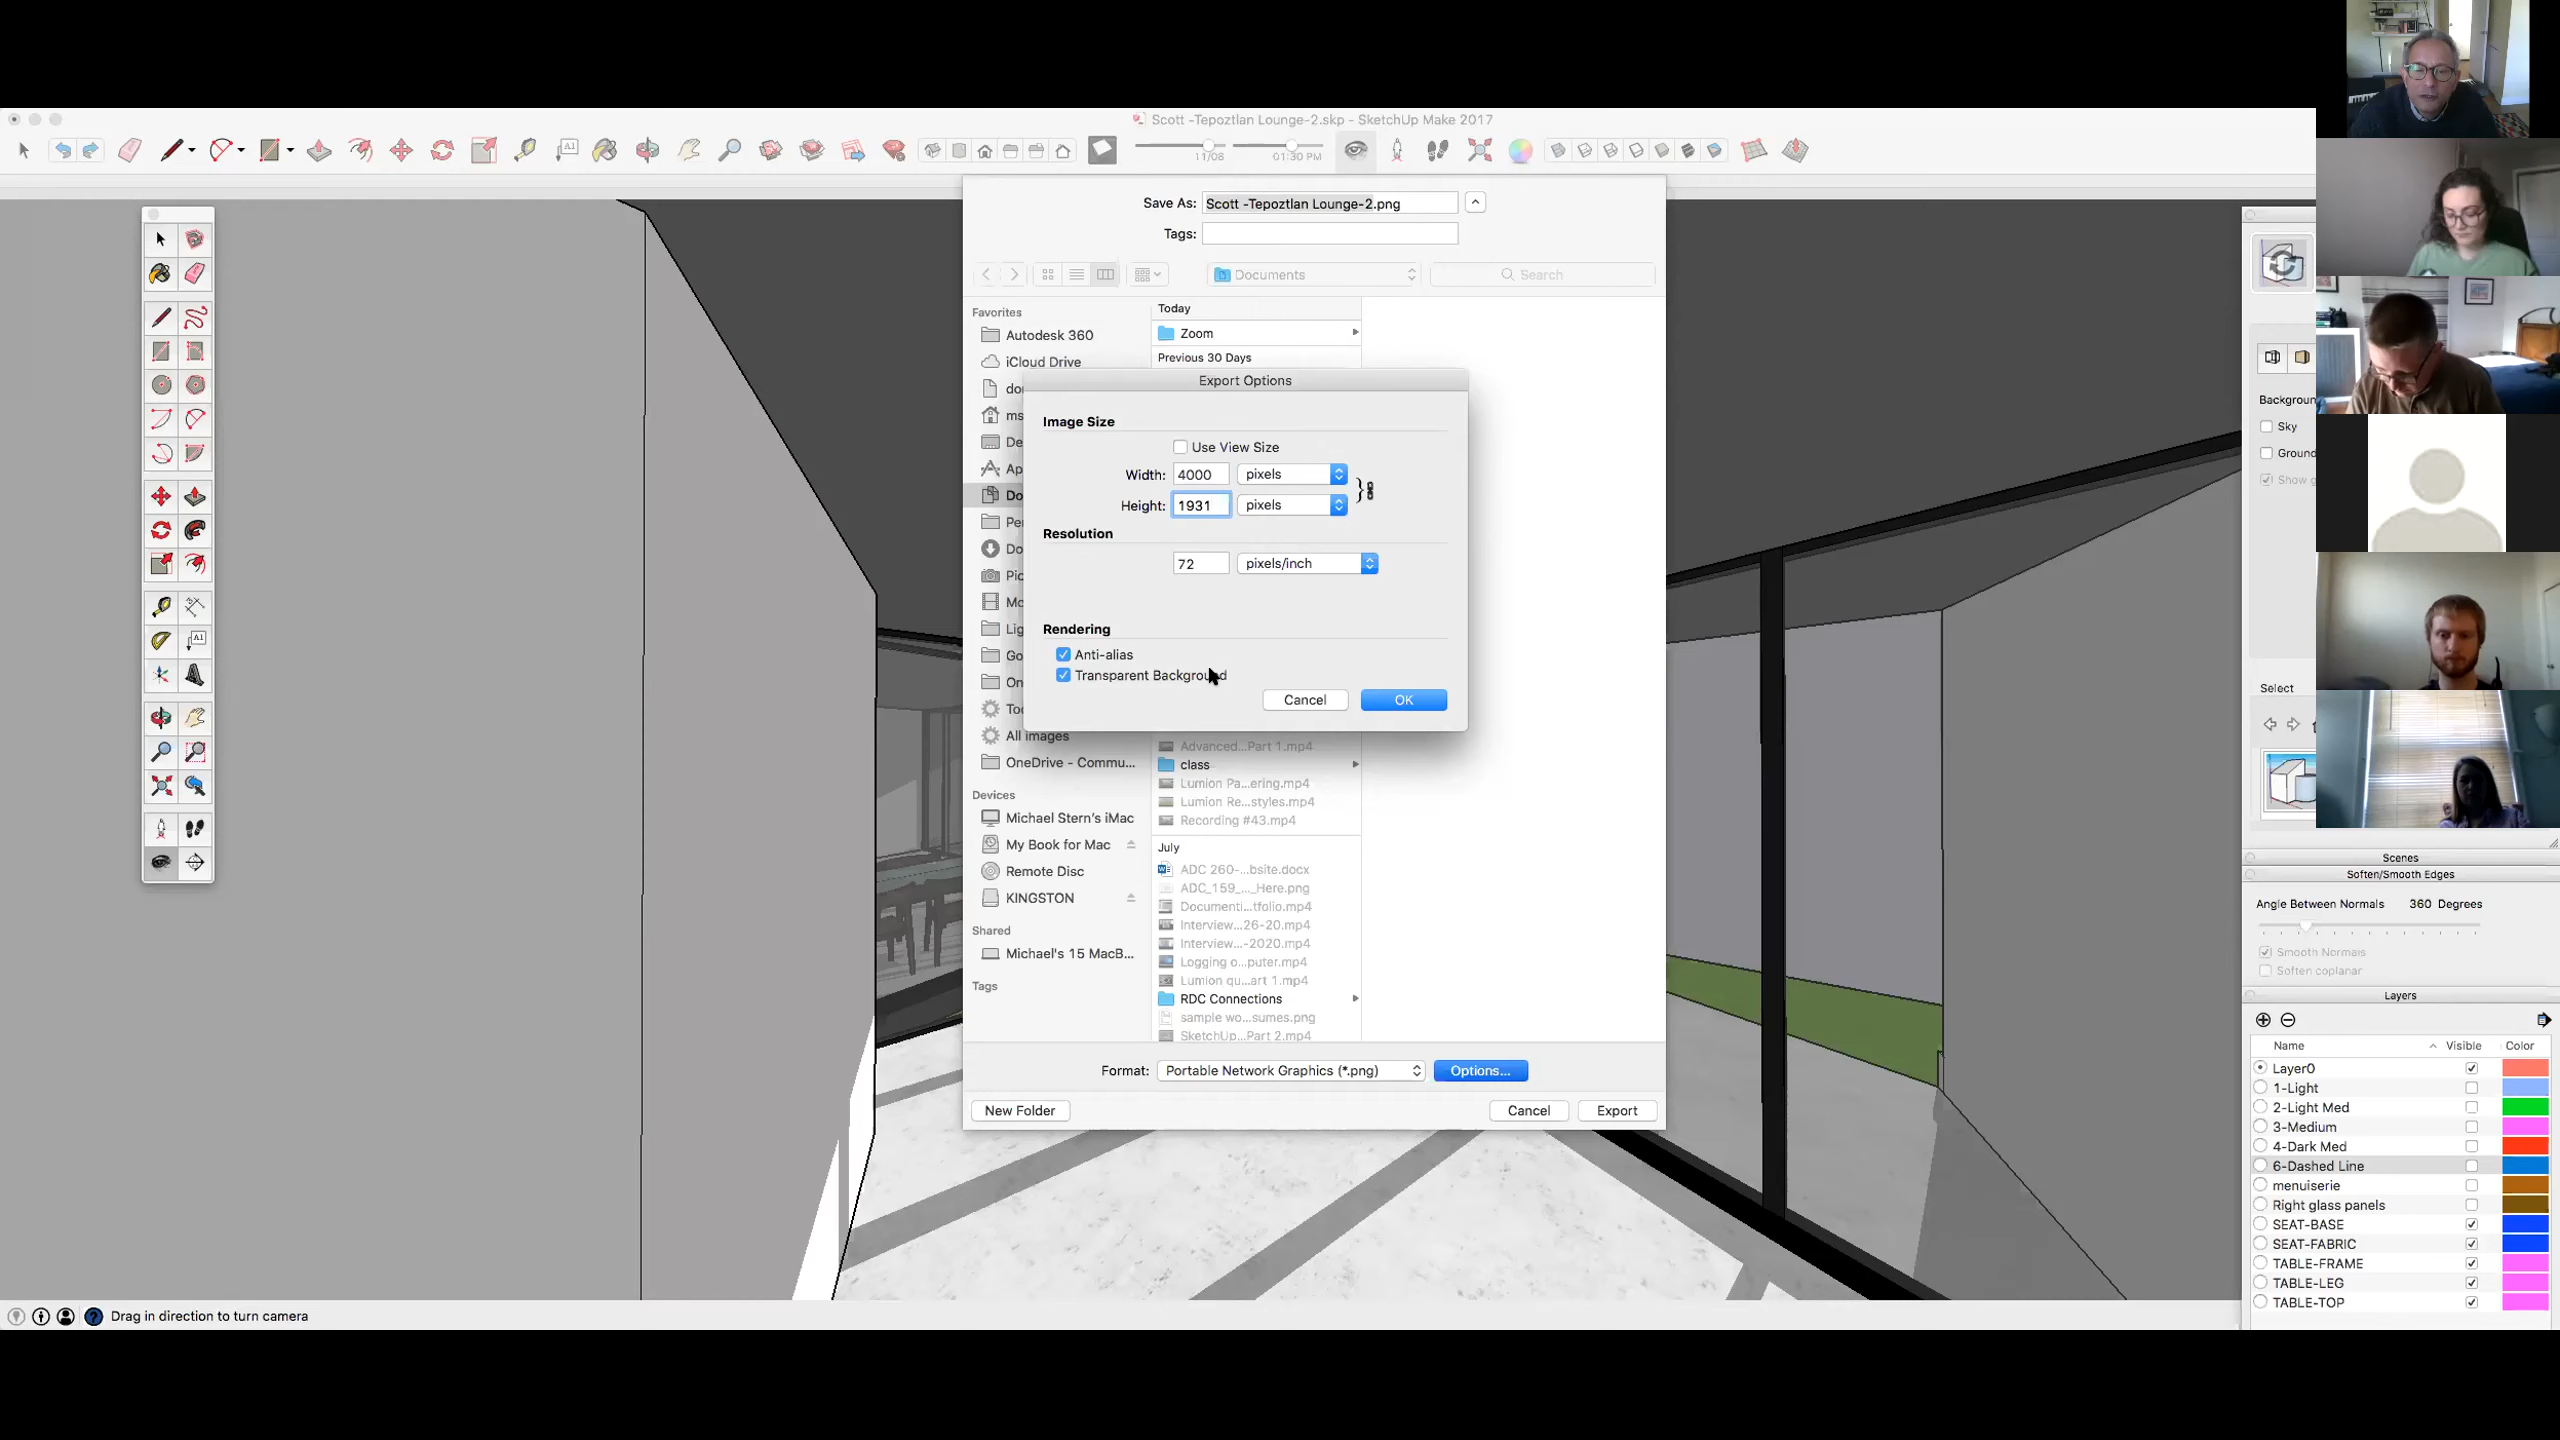 Scott -Tepoztlan Lounge-2.skp - SketchUp Make 2017
11/08
01:30 PM
Save As: Scott -Tepoztlan Lounge-2.png
Tags:
Documents
Search
Favorites
Autodesk 360
iCloud Drive
Today
Zoom
Previous 30 Days
Export Options
Image Size
Use View Size
Width: 4000 pixels
Height: 1931 pixels
Resolution
72 pixels/inch
Rendering
Anti-alias
Transparent Background
Cancel
OK
All images
OneDrive - Commu...
Devices
Michael Stern's iMac
My Book for Mac
Remote Disc
KINGSTON
Shared
Michael's 15 MacB...
Tags
Advanced...Part 1.mp4
class
Lumion Pa...ering.mp4
Lumion Re...styles.mp4
Recording #43.mp4
July
ADC 260-...bsite.docx
ADC_159_..._Here.png
Documenti...tfolio.mp4
Interview...26-20.mp4
Interview...-2020.mp4
Logging o...puter.mp4
Lumion qu...art 1.mp4
RDC Connections
sample wo...sumes.png
SketchUp...Part 2.mp4
Format: Portable Network Graphics (*.png)
Options...
New Folder
Cancel
Export
Sky
Ground
Select
Scenes
Soften/Smooth Edges
Angle Between Normals 360 Degrees
Smooth Normals
Soften coplanar
Layers
Name Visible Color
Layer0
1-Light
2-Light Med
3-Medium
4-Dark Med
6-Dashed Line
menuiserie
Right glass panels
SEAT-BASE
SEAT-FABRIC
TABLE-FRAME
TABLE-LEG
TABLE-TOP
Drag in direction to turn camera